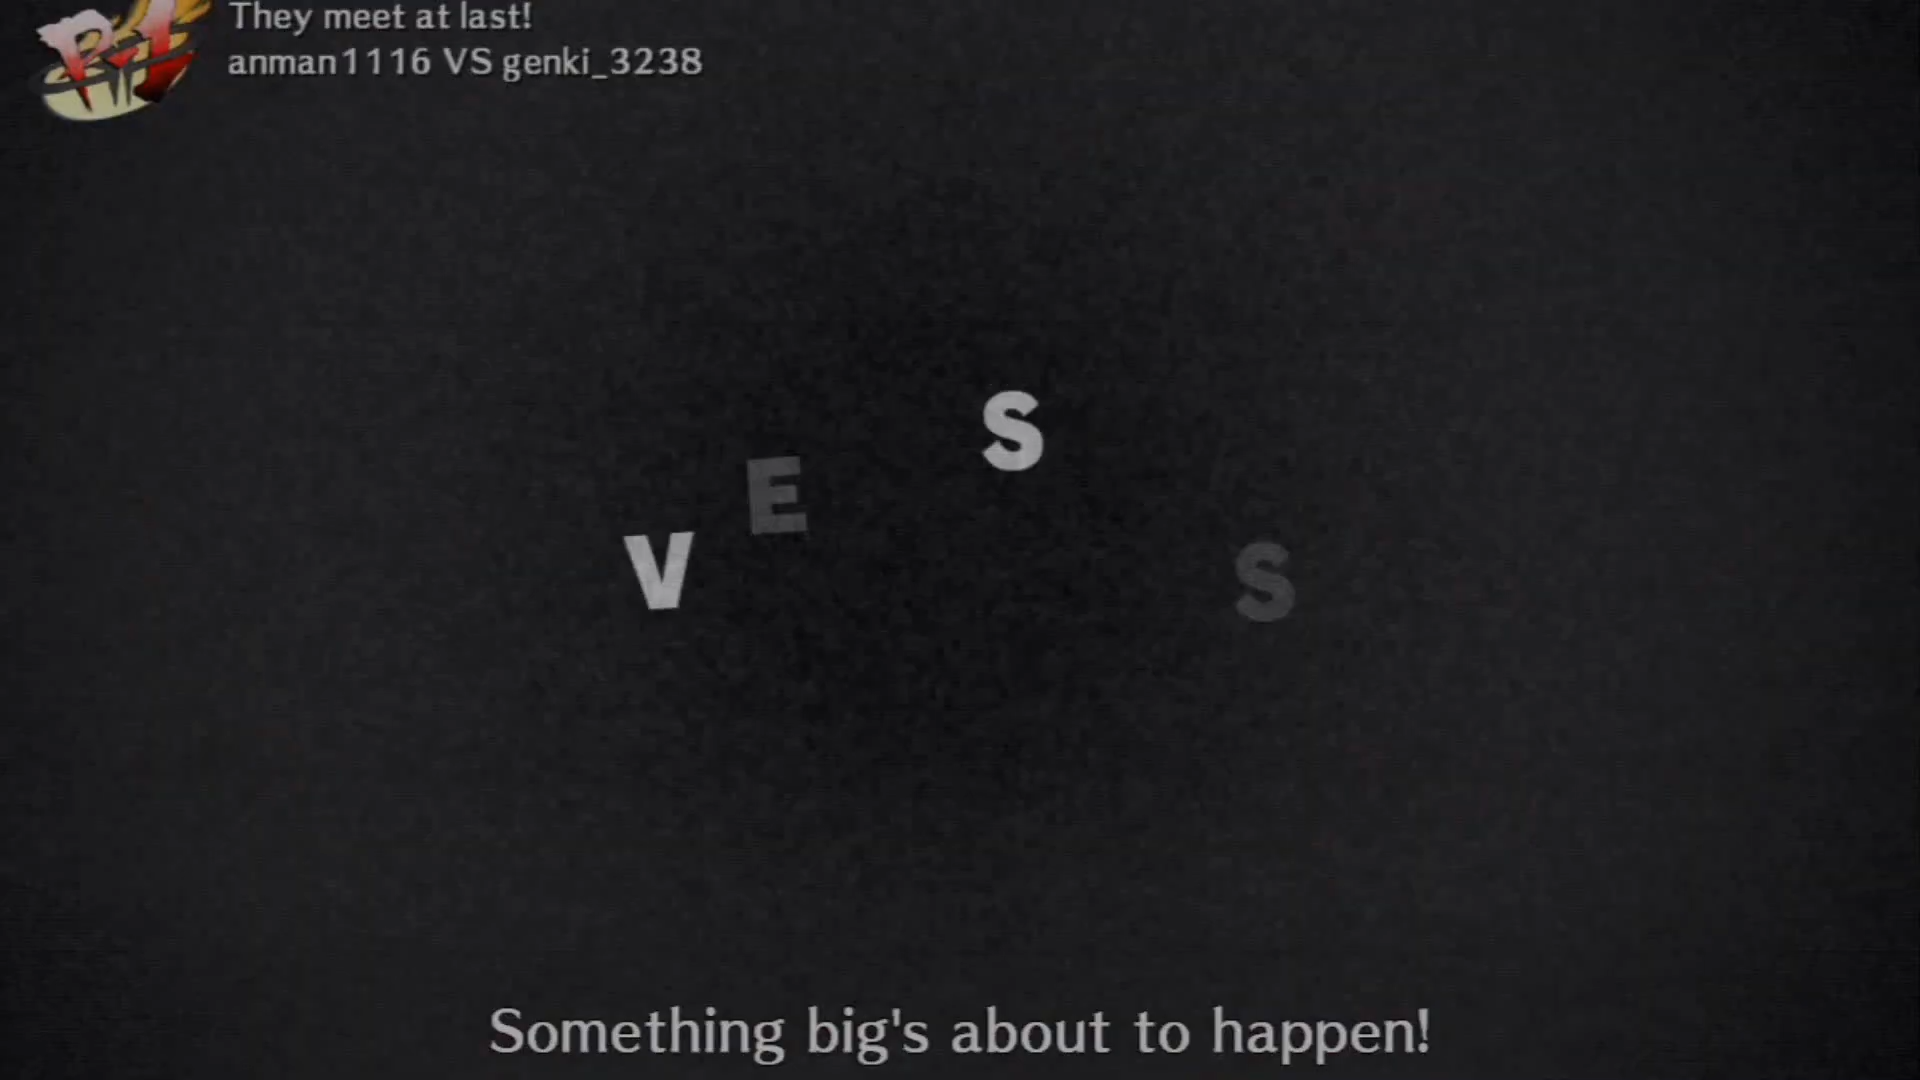 They meet at last!
anman1116 VS genki_3238
V E S S
Something big's about to happen!